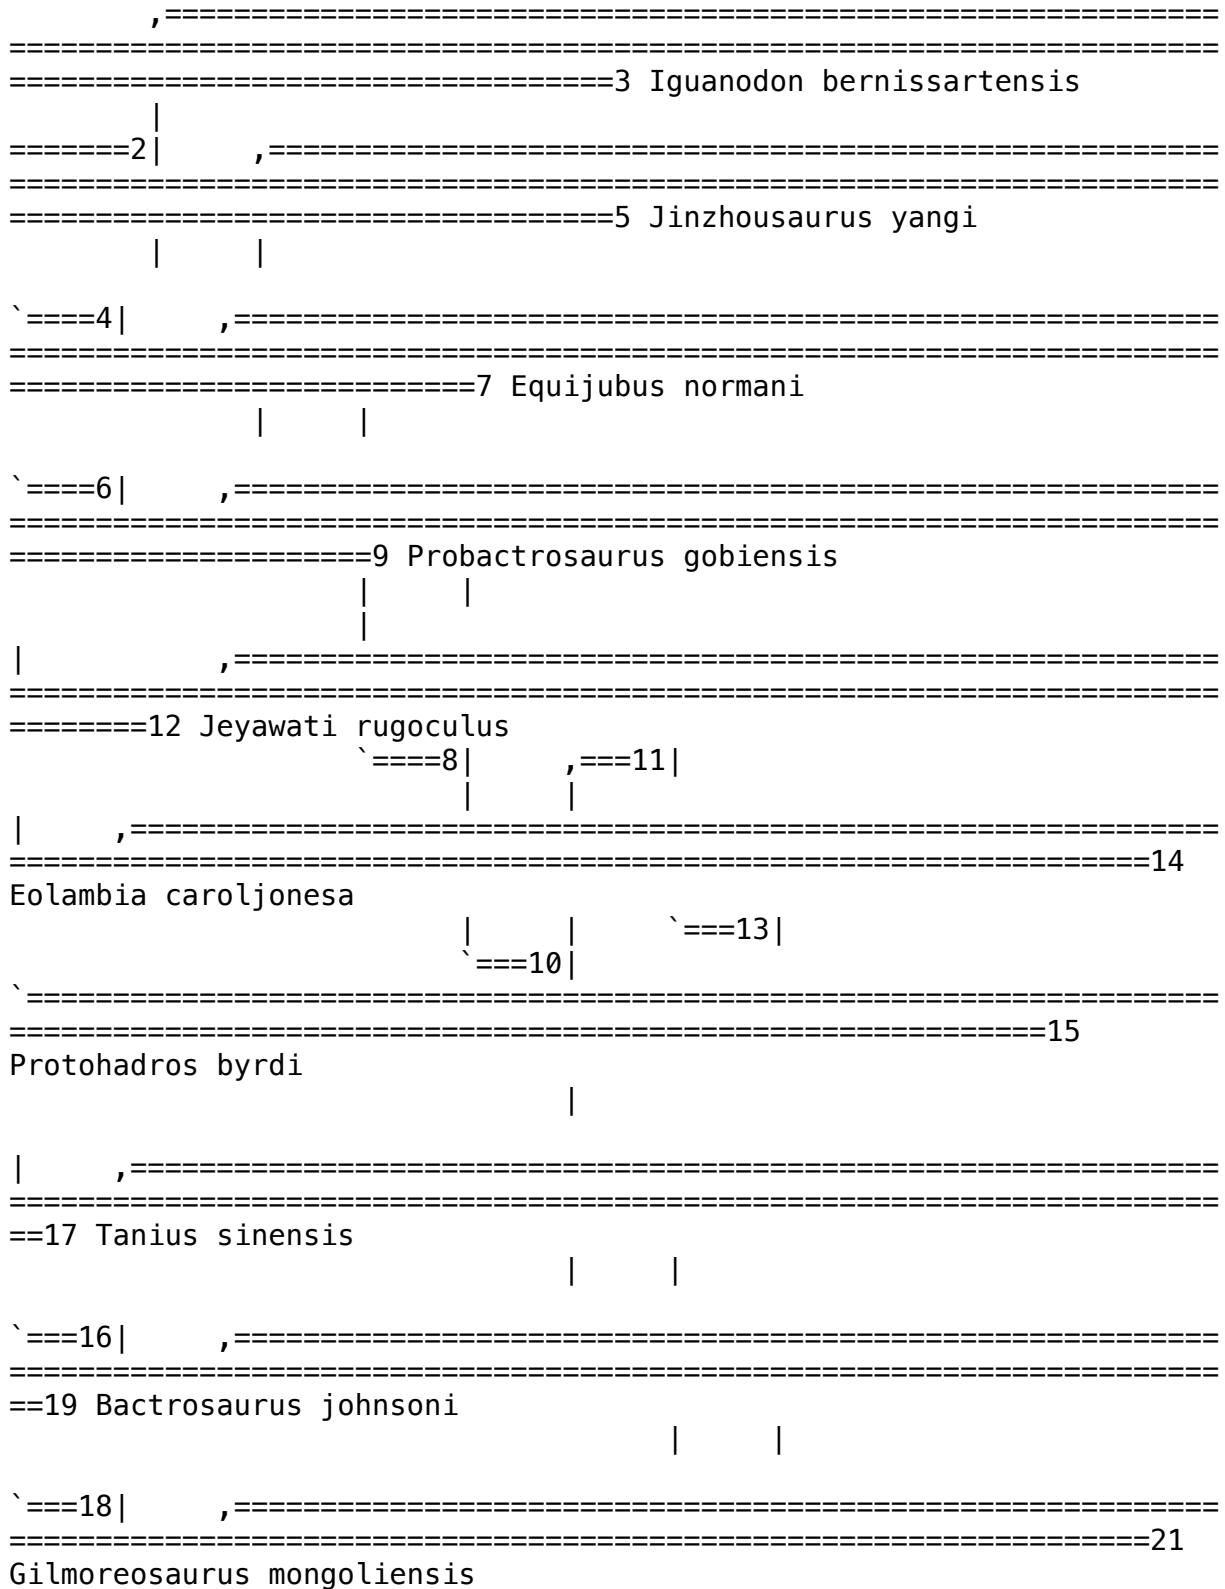 ,=============================================================
======================================================================
===================================3 Iguanodon bernissartensis
|
=======2|     ,=======================================================
======================================================================
===================================5 Jinzhousaurus yangi
|     |
`====4|     ,=========================================================
======================================================================
===========================7 Equijubus normani
|     |
`====6|     ,=========================================================
======================================================================
=====================9 Probactrosaurus gobiensis
|     |
|
|           ,=========================================================
======================================================================
========12 Jeyawati rugoculus
`====8|     ,===11|
|     |
|     ,===============================================================
==================================================================14
Eolambia caroljonesa
|     |     `===13|
`===10|
`=====================================================================
============================================================15
Protohadros byrdi
|
|     ,===============================================================
======================================================================
==17 Tanius sinensis
|     |
`===16|     ,=========================================================
======================================================================
==19 Bactrosaurus johnsoni
|     |
`===18|     ,=========================================================
==================================================================21
Gilmoreosaurus mongoliensis